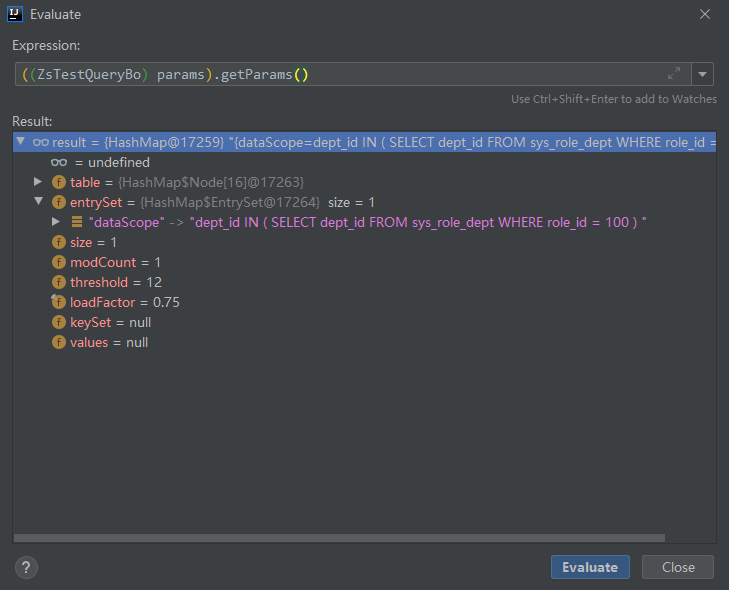 Evaluate
Expression:
((ZsTestQueryBo) params).getParams()
Use Ctrl+Shift+Enter to add to Watches
Result:
result = {HashMap@17259} "{dataScope=dept_id IN ( SELECT dept_id FROM sys_role_dept WHERE role_id =
= undefined
f table = {HashMap$Node[16]@17263}
f entrySet = {HashMap$EntrySet@17264} size = 1
"dataScope" -> "dept_id IN ( SELECT dept_id FROM sys_role_dept WHERE role_id = 100 ) "
f size = 1
f modCount = 1
f threshold = 12
f loadFactor = 0.75
f keySet = null
f values = null
? Evaluate Close